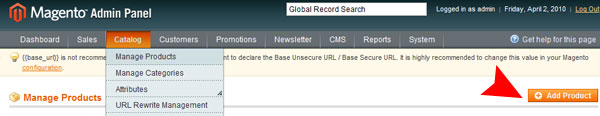 Magento™ Admin Panel
Global Record Search
Logged in as admin | Friday, April 2, 2010 | Log Out
Dashboard Sales Catalog Customers Promotions Newsletter CMS Reports System Get help for this page
{{base_url}} is not recomme
nt to declare the Base Unsecure URL / Base Secure URL. It is highly recommended to change this value in your Magento
configuration.
Manage Products
Manage Categories
Attributes
URL Rewrite Management
Manage Products
Add Product